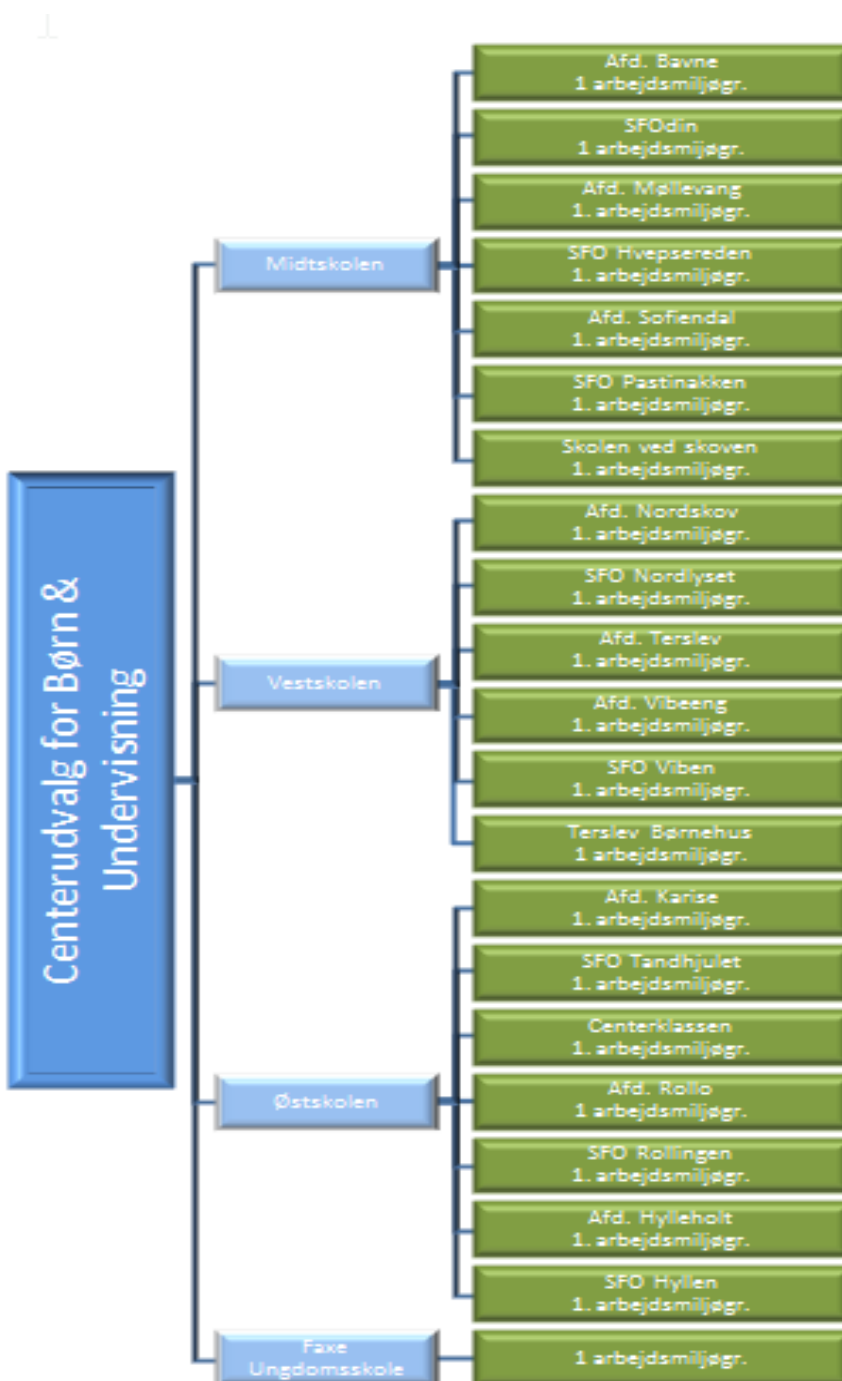 Centerudvalg for Børn &
Undervisning
Midtskolen
Afd. Bavne
1 arbejdsmiljøgr.
SFOdin
1 arbejdsmijøgr.
Afd. Møllevang
1. arbejdsmiljøgr.
SFO Hvepsereden
1. arbejdsmiljøgr.
Afd. Sofiendal
1. arbejdsmiljøgr.
SFO Pastinakken
1. arbejdsmiljøgr.
Skolen ved skoven
1. arbejdsmiljøgr.
Vestskolen
Afd. Nordskov
1. arbejdsmiljøgr.
SFO Nordlyset
1. arbejdsmiljøgr.
Afd. Terslev
1. arbejdsmiljøgr.
Afd. Vibeeng
1. arbejdsmiljøgr.
SFO Viben
1. arbejdsmiljøgr.
Terslev Børnehus
1 arbejdsmiljøgr.
Østskolen
Afd. Karise
1. arbejdsmiljøgr.
SFO Tandhjulet
1. arbejdsmiljøgr.
Centerklassen
1. arbejdsmiljøgr.
Afd. Rollo
1 arbejdsmiljøgr.
SFO Rollingen
1. arbejdsmiljøgr.
Afd. Hylleholt
1. arbejdsmiljøgr.
SFO Hyllen
1. arbejdsmiljøgr.
Faxe
Ungdomsskole
1 arbejdsmiljøgr.